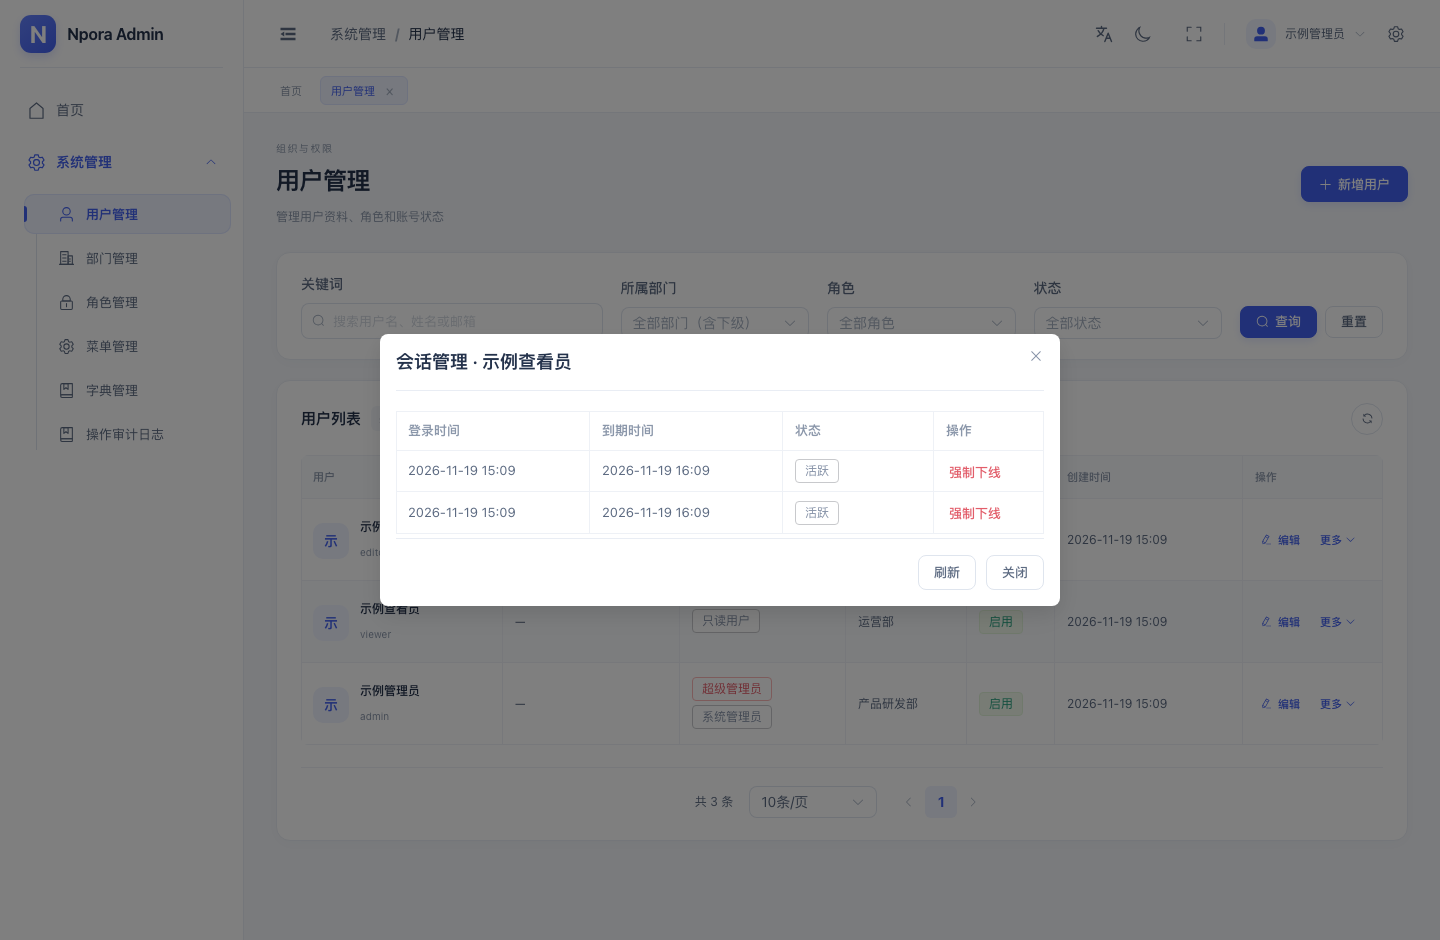 N Npora Admin
系统管理 / 用户管理
示例管理员
首页
用户管理
首页
系统管理
用户管理
部门管理
角色管理
菜单管理
字典管理
操作审计日志
组织与权限
用户管理
管理用户资料、角色和账号状态
新增用户
关键词
所属部门
角色
状态
搜索用户名、姓名或邮箱
全部部门（含下级）
全部角色
全部状态
查询
重置
会话管理 · 示例查看员
登录时间 到期时间 状态 操作
2026-11-19 15:09 2026-11-19 16:09 活跃 强制下线
2026-11-19 15:09 2026-11-19 16:09 活跃 强制下线
刷新 关闭
用户列表
用户 创建时间 操作
示 示例
2026-11-19 15:09 编辑 更多
示 示例查看员
viewer
— 只读用户 运营部 启用 2026-11-19 15:09 编辑 更多
示 示例管理员
admin
— 超级管理员
系统管理员
产品研发部 启用 2026-11-19 15:09 编辑 更多
共 3 条 10条/页 1